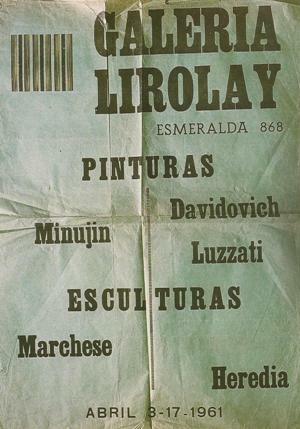 GALERIA
LIROLAY
ESMERALDA 868
PINTURAS
Davidovich
Minujin
Luzzati
ESCULTURAS
Marchese
Heredia
ABRIL 3-17-1961